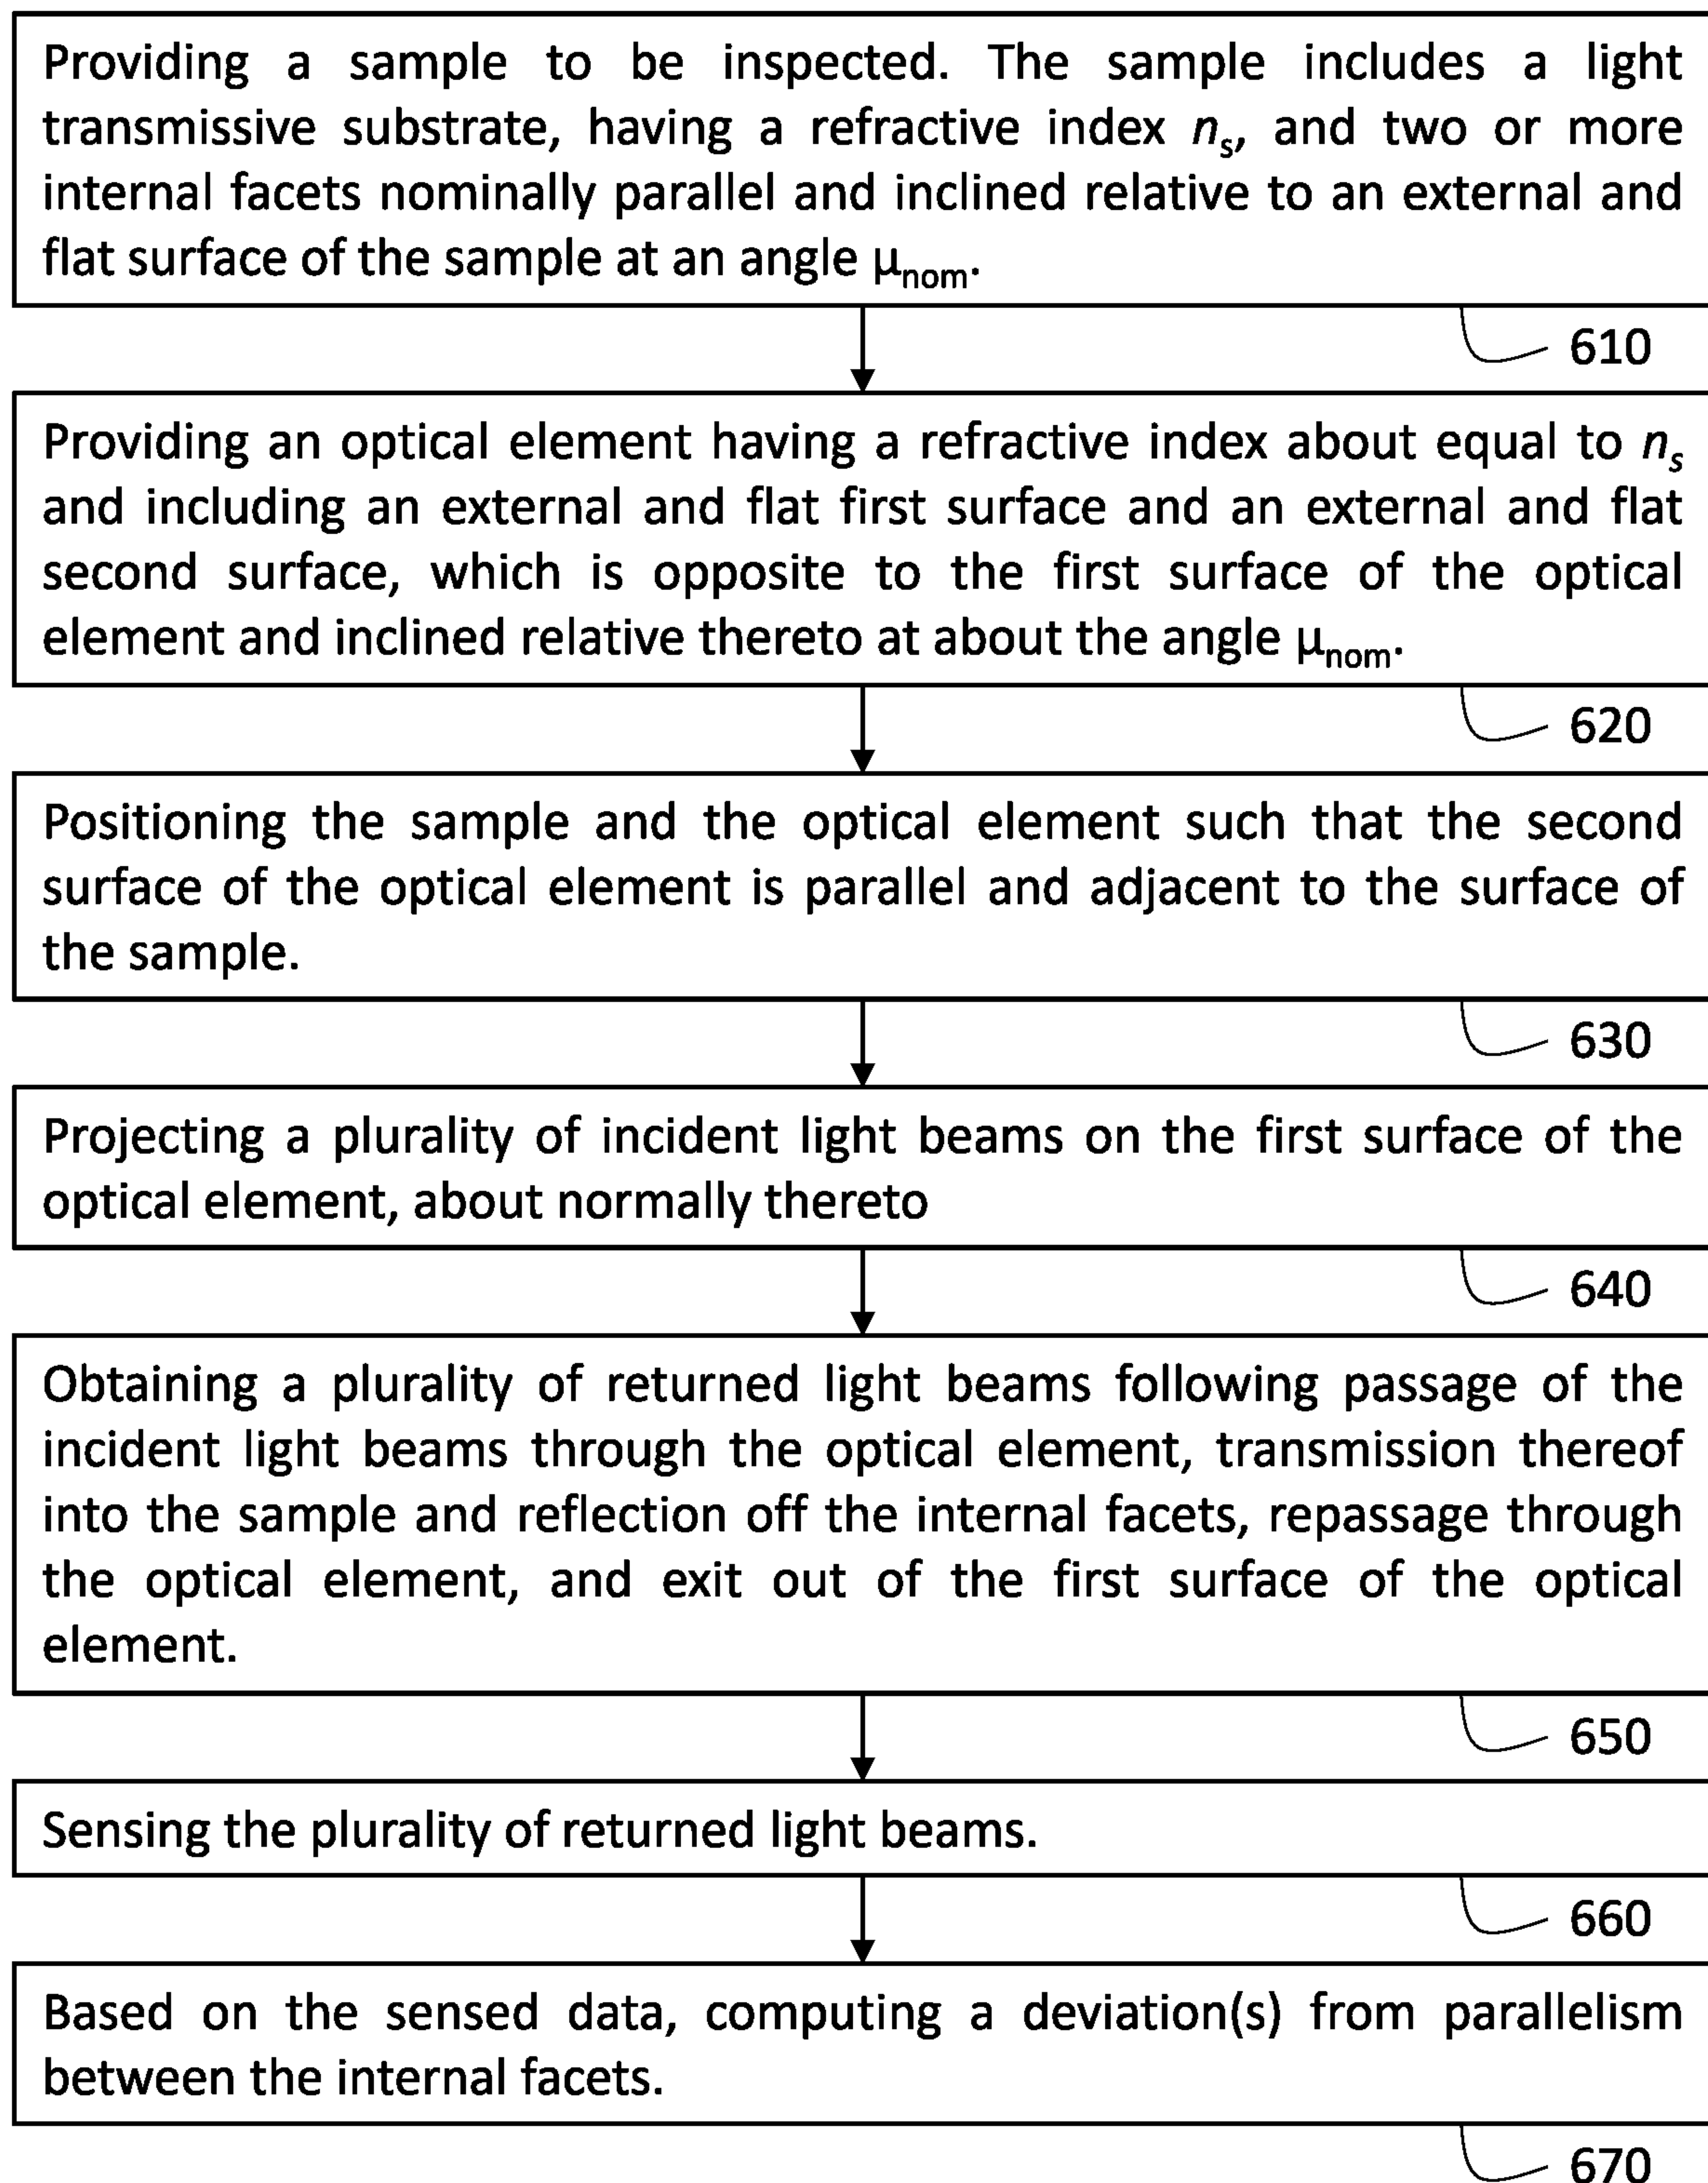 Providing a sample to be inspected. The sample includes a light
transmissive substrate, having a refractive index nₛ, and two or more
internal facets nominally parallel and inclined relative to an external and
flat surface of the sample at an angle μnom.
610
Providing an optical element having a refractive index about equal to nₛ
and including an external and flat first surface and an external and flat
second surface, which is opposite to the first surface of the optical
element and inclined relative thereto at about the angle μnom.
620
Positioning the sample and the optical element such that the second
surface of the optical element is parallel and adjacent to the surface of
the sample.
630
Projecting a plurality of incident light beams on the first surface of the
optical element, about normally thereto
640
Obtaining a plurality of returned light beams following passage of the
incident light beams through the optical element, transmission thereof
into the sample and reflection off the internal facets, repassage through
the optical element, and exit out of the first surface of the optical
element.
650
Sensing the plurality of returned light beams.
660
Based on the sensed data, computing a deviation(s) from parallelism
between the internal facets.
670